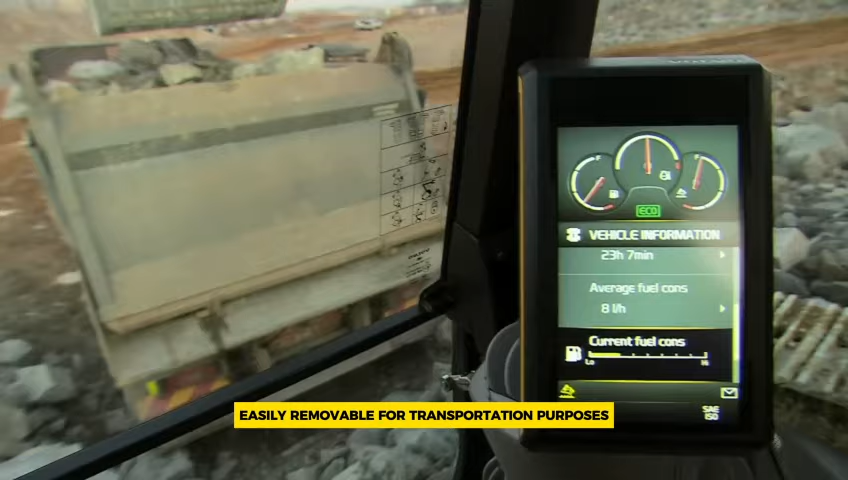 F
F
ECO
VEHICLE INFORMATION
23h 7min
Average fuel cons
8 l/h
Current fuel cons
Lo
Hi
SAE
ISO
EASILY REMOVABLE FOR TRANSPORTATION PURPOSES